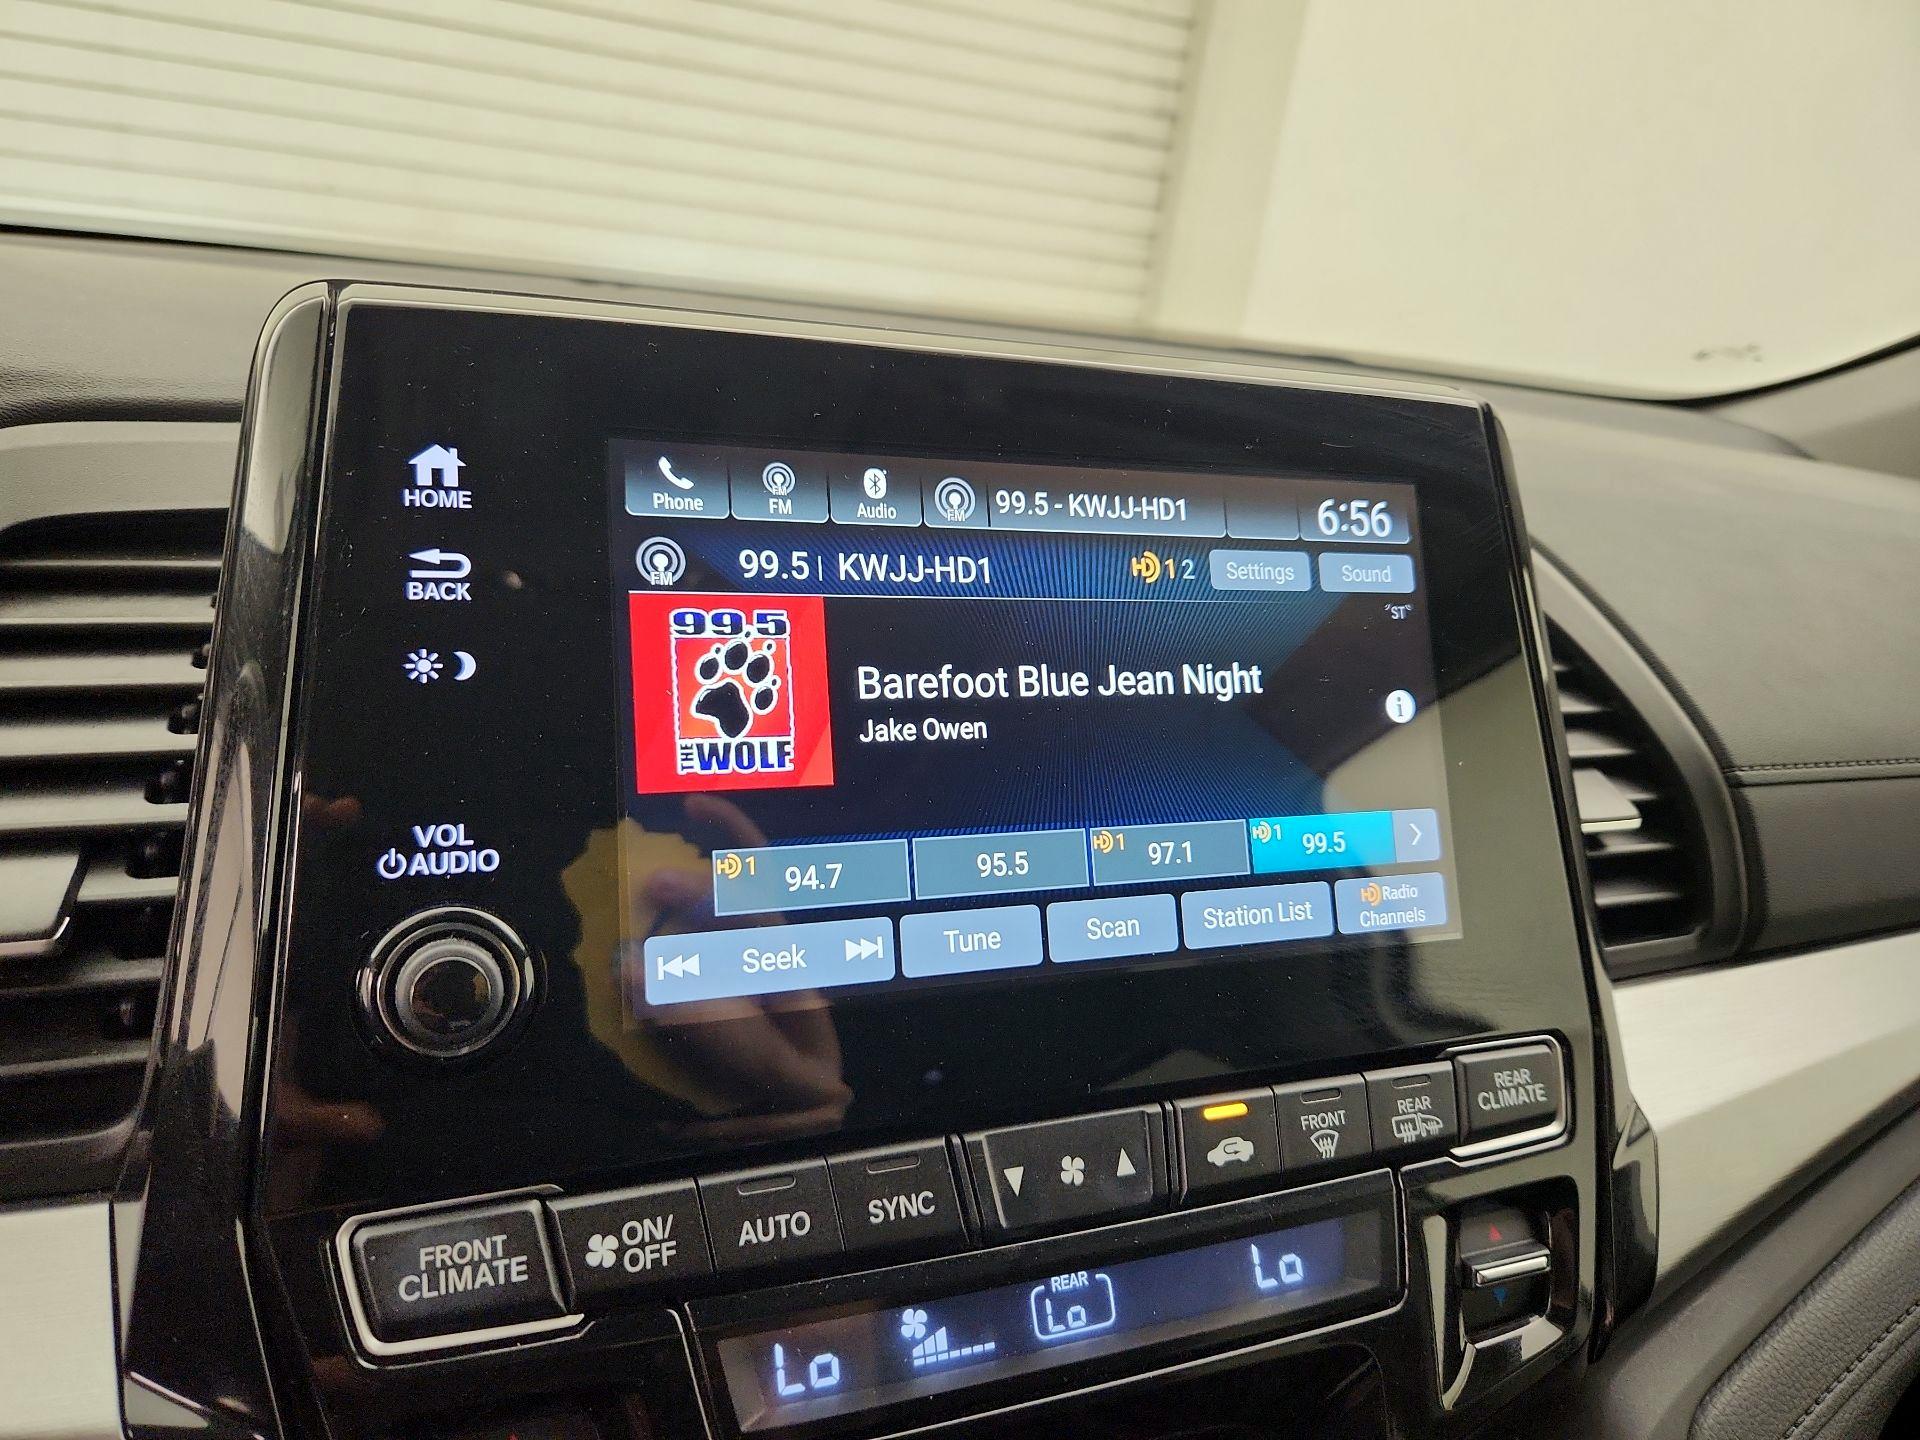 HOME
BACK
VOL
AUDIO
Phone
FM
Audio
FM
99.5 - KWJJ-HD1
6:56
FM
99.5 | KWJJ-HD1
HD 1 2
Settings
Sound
"ST"
99.5
THE WOLF
Barefoot Blue Jean Night
Jake Owen
i
HD 1 94.7
95.5
HD 1 97.1
HD 1 99.5
Seek
Tune
Scan
Station List
HD Radio
Channels
FRONT
CLIMATE
ON/
OFF
AUTO
SYNC
FRONT
REAR
REAR
CLIMATE
Lo
REAR
Lo
Lo